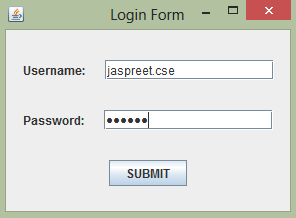 Login Form
Username: jaspreet.cse
Password: ●●●●●●
SUBMIT